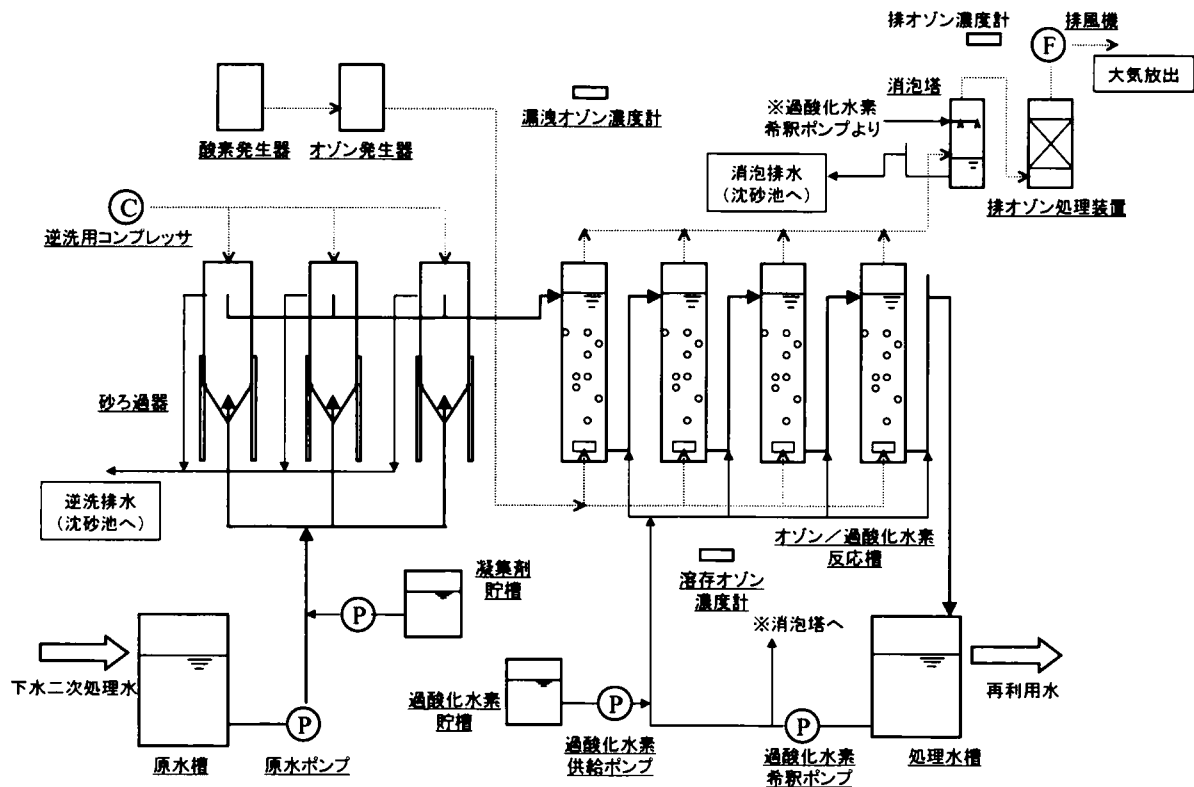 排オゾン濃度計
排風機
F
大気放出
消泡塔
※過酸化水素
希釈ポンプより
漏洩オゾン濃度計
酸素発生器
オゾン発生器
消泡排水
(沈砂池へ)
排オゾン処理装置
C
逆洗用コンプレッサ
砂ろ過器
逆洗排水
(沈砂池へ)
オゾン/過酸化水素
反応槽
溶存オゾン
濃度計
凝集剤
貯槽
P
※消泡塔へ
下水二次処理水
再利用水
過酸化水素
貯槽
P
P
P
原水槽
原水ポンプ
過酸化水素
供給ポンプ
過酸化水素
希釈ポンプ
処理水槽